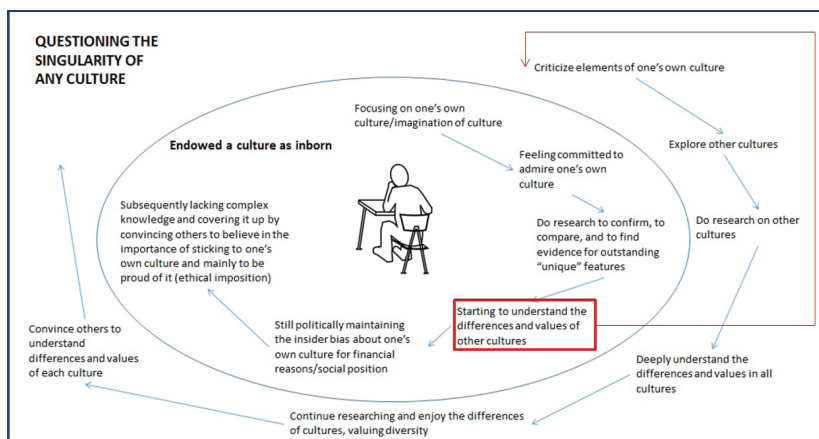 QUESTIONING THE
SINGULARITY OF
ANY CULTURE
Criticize elements of one's own culture
Explore other cultures
Do research on other
cultures
Deeply understand the
differences and values in all
cultures
Continue researching and enjoy the differences
of cultures, valuing diversity
Convince others to
understand
differences and values
of each culture
Endowed a culture as inborn
Focusing on one's own
culture/imagination of culture
Feeling committed to
admire one's own
culture
Do research to confirm, to
compare, and to find
evidence for outstanding
"unique" features
Starting to understand the
differences and values of
other cultures
Still politically maintaining
the insider bias about one's
own culture for financial
reasons/social position
Subsequently lacking complex
knowledge and covering it up by
convincing others to believe in the
importance of sticking to one's
own culture and mainly to be
proud of it (ethical imposition)